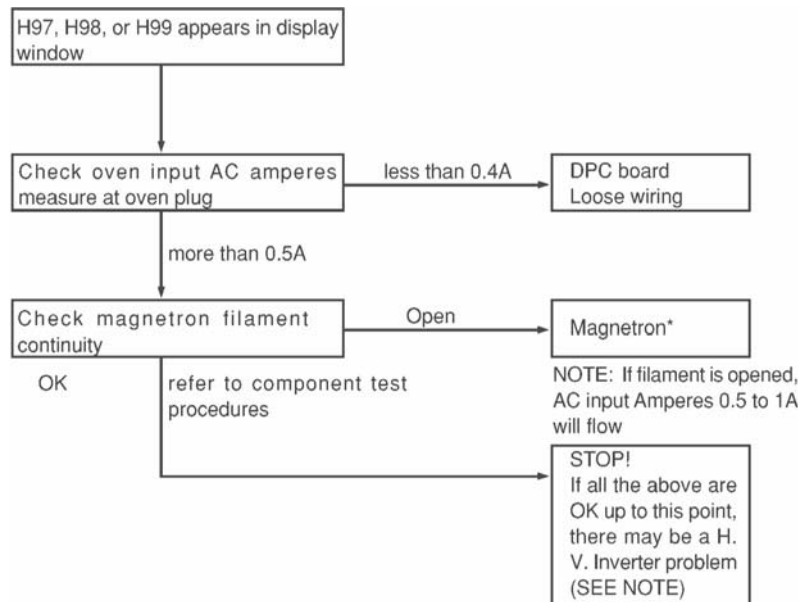 H97, H98, or H99 appears in display
window
Check oven input AC amperes
measure at oven plug
less than 0.4A
DPC board
Loose wiring
more than 0.5A
Check magnetron filament
continuity
Open
Magnetron*
OK
refer to component test
procedures
NOTE: If filament is opened,
AC input Amperes 0.5 to 1A
will flow
STOP!
If all the above are
OK up to this point,
there may be a H.
V. Inverter problem
(SEE NOTE)